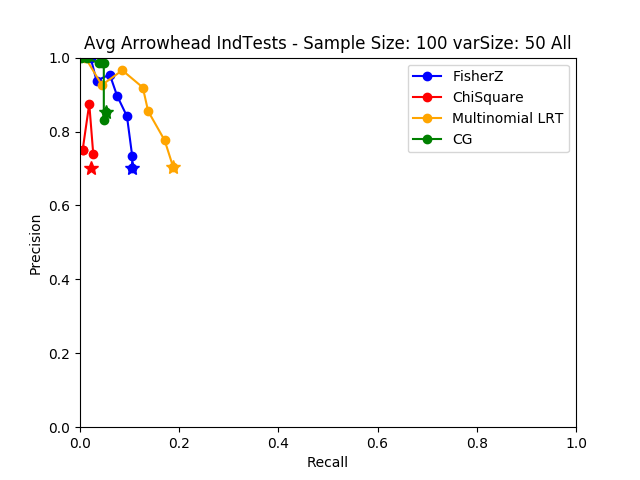 Avg Arrowhead IndTests - Sample Size: 100 varSize: 50 All
FisherZ
ChiSquare
Multinomial LRT
CG
Precision
1.0
0.8
0.6
0.4
0.2
0.0
0.0 0.2 0.4 0.6 0.8 1.0
Recall